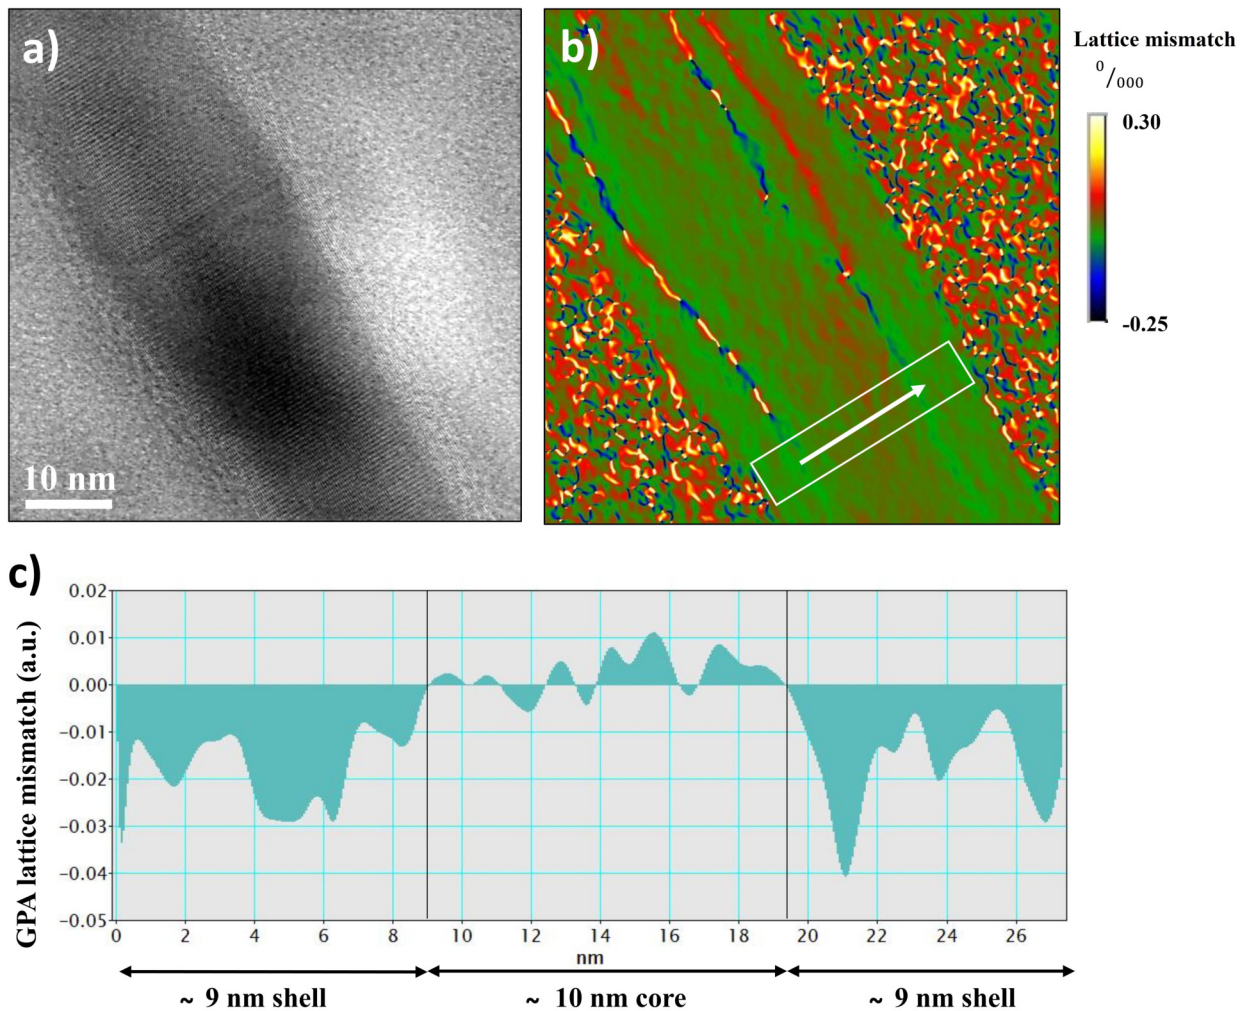 a)
10 nm
b)
Lattice mismatch
0/000
0.30
-0.25
c)
GPA lattice mismatch (a.u.)
0.02
0.01
0.00
-0.01
-0.02
-0.03
-0.04
-0.05
0 2 4 6 8 10 12 14 16 18 20 22 24 26
nm
~ 9 nm shell ~ 10 nm core ~ 9 nm shell